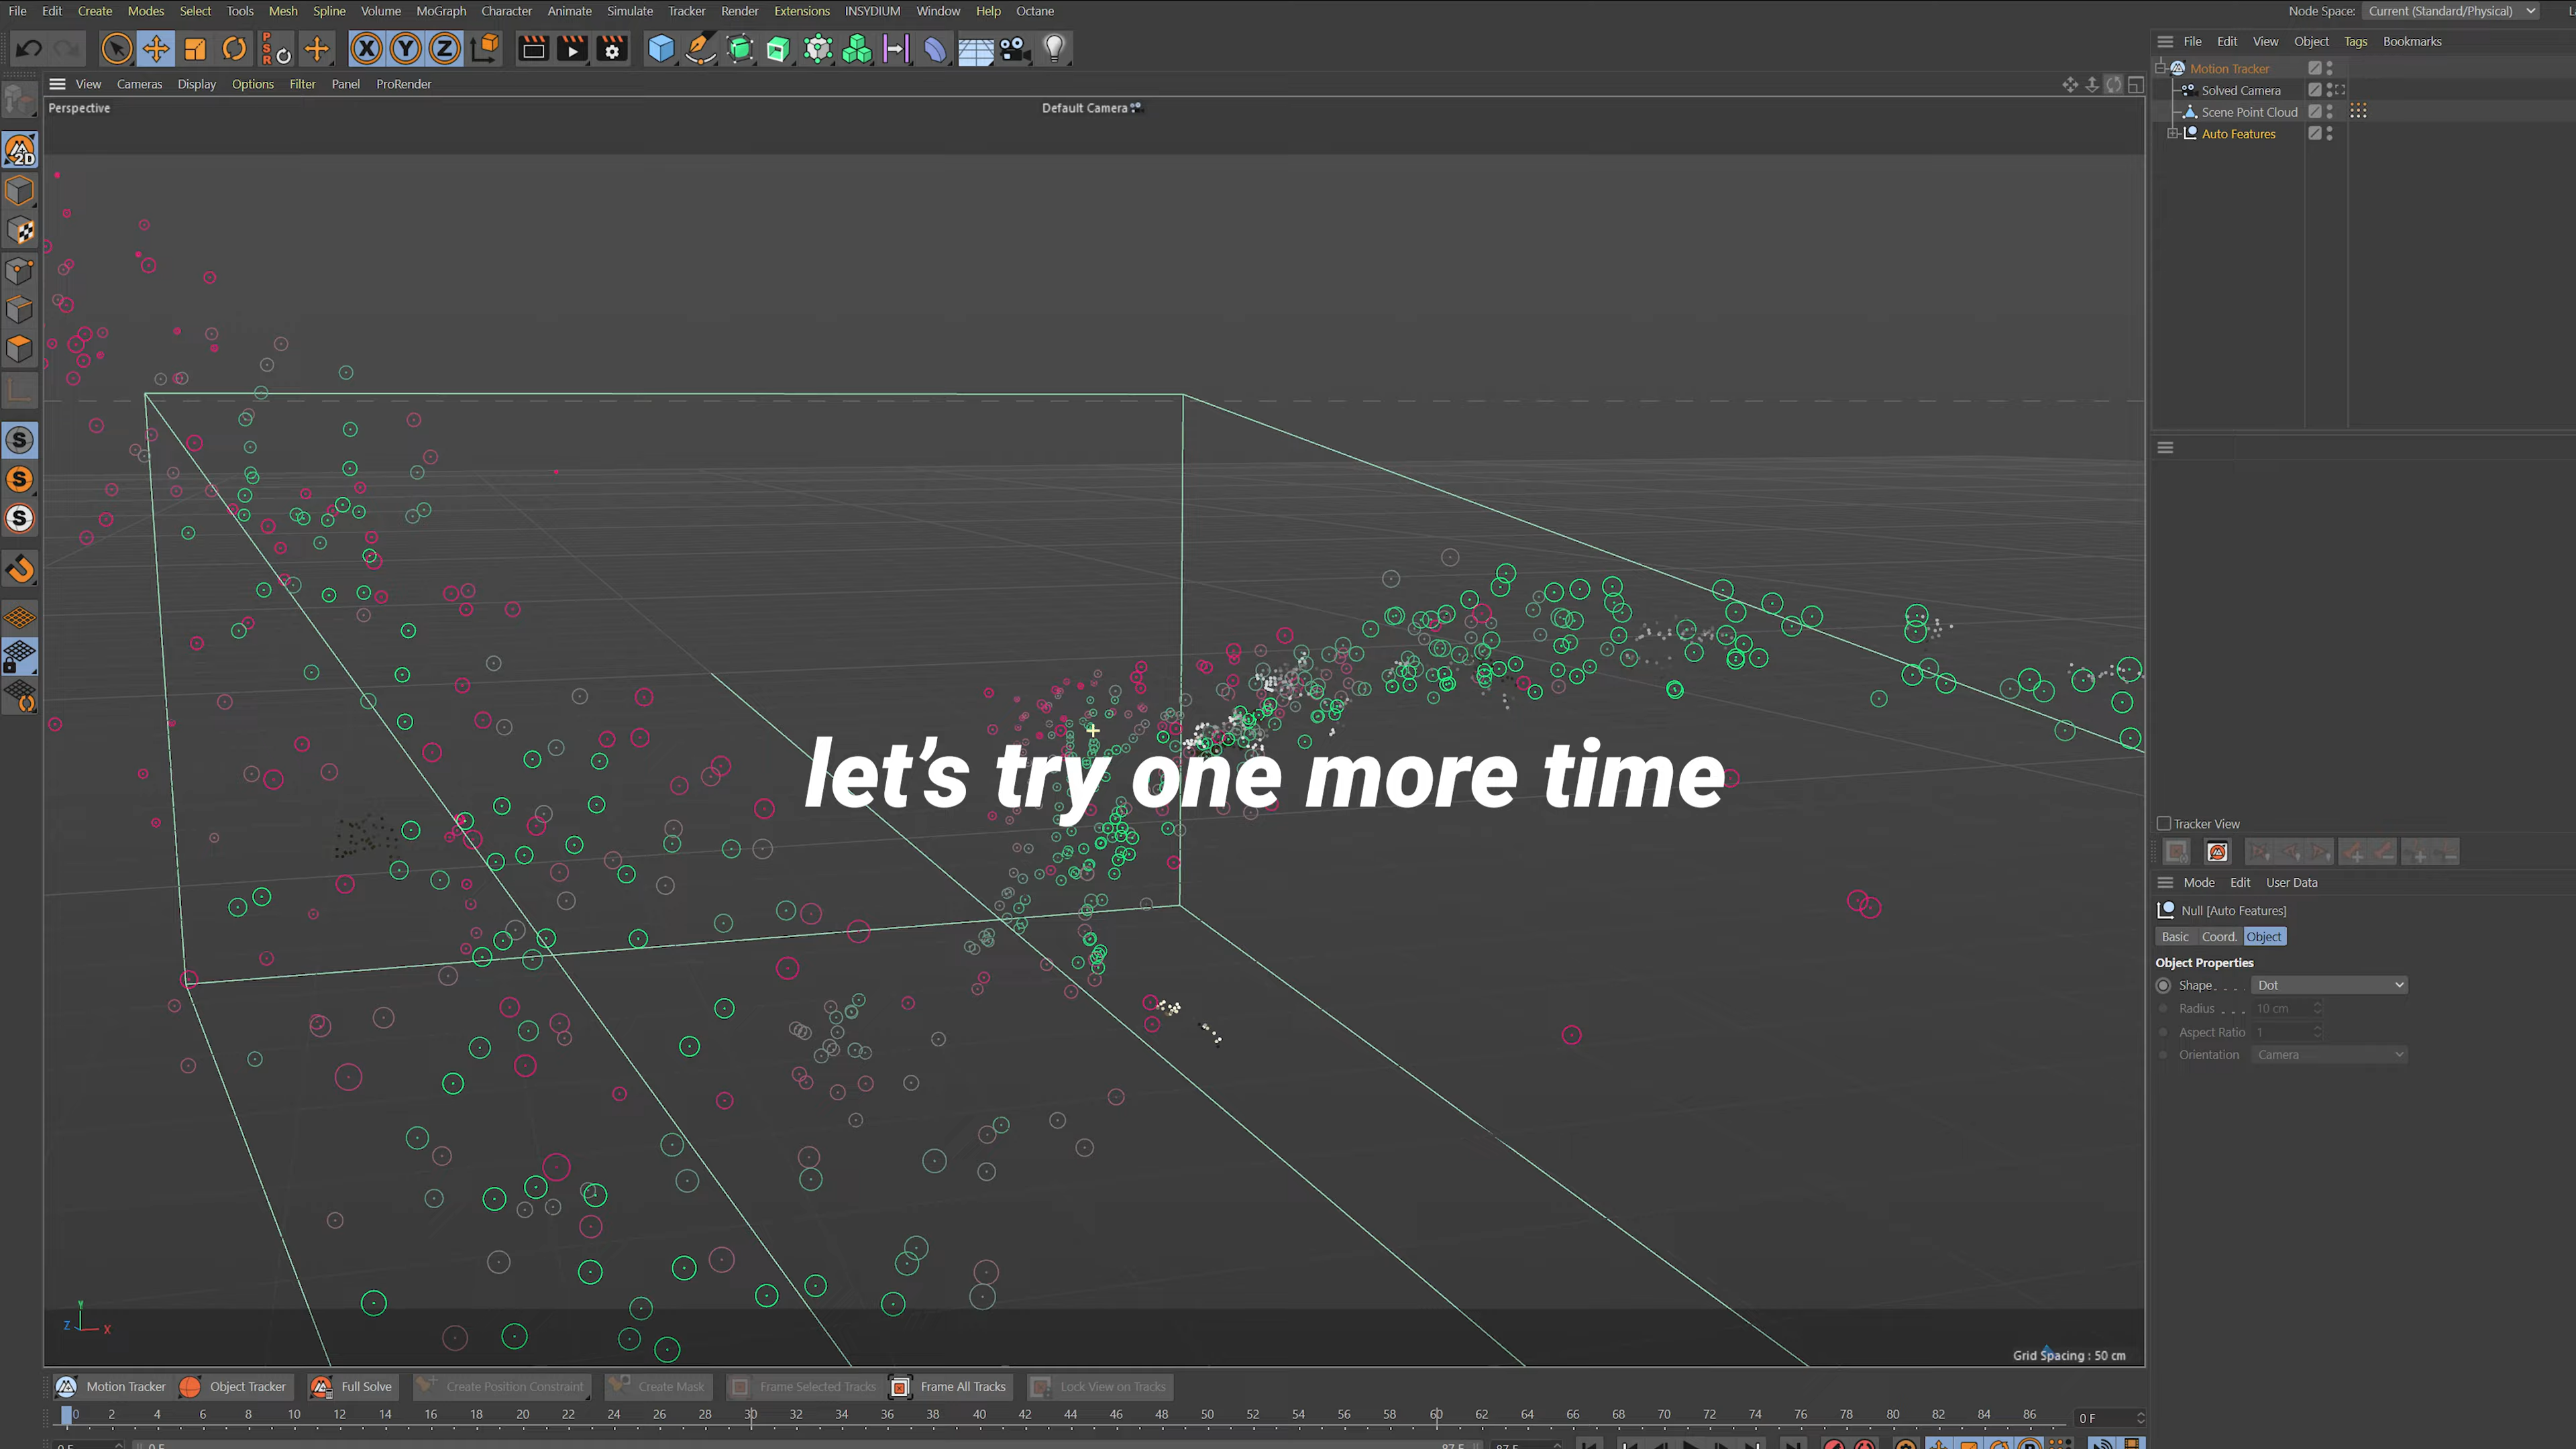 File Edit Create Modes Select Tools Mesh Spline Volume MoGraph Character Animate Simulate Tracker Render Extensions INSYDIUM Window Help Octane
Node Space: Current (Standard/Physical)
File Edit View Object Tags Bookmarks
PSR X Y Z
Motion Tracker
Solved Camera
Scene Point Cloud
Auto Features
View Cameras Display Options Filter Panel ProRender
Perspective
Default Camera
2D
S
S
S
let's try one more time
Tracker View
Mode Edit User Data
Null [Auto Features]
Basic Coord. Object
Object Properties
Shape . . . . Dot
Radius . . . 10 cm
Aspect Ratio 1
Orientation Camera
Y
Z X
Grid Spacing : 50 cm
Motion Tracker Object Tracker Full Solve Create Position Constraint Create Mask Frame Selected Tracks Frame All Tracks Lock View on Tracks
0 2 4 6 8 10 12 14 16 18 20 22 24 26 28 30 32 34 36 38 40 42 44 46 48 50 52 54 56 58 60 62 64 66 68 70 72 74 76 78 80 82 84 86 0 F
0 F 0 F 87 F 87 F